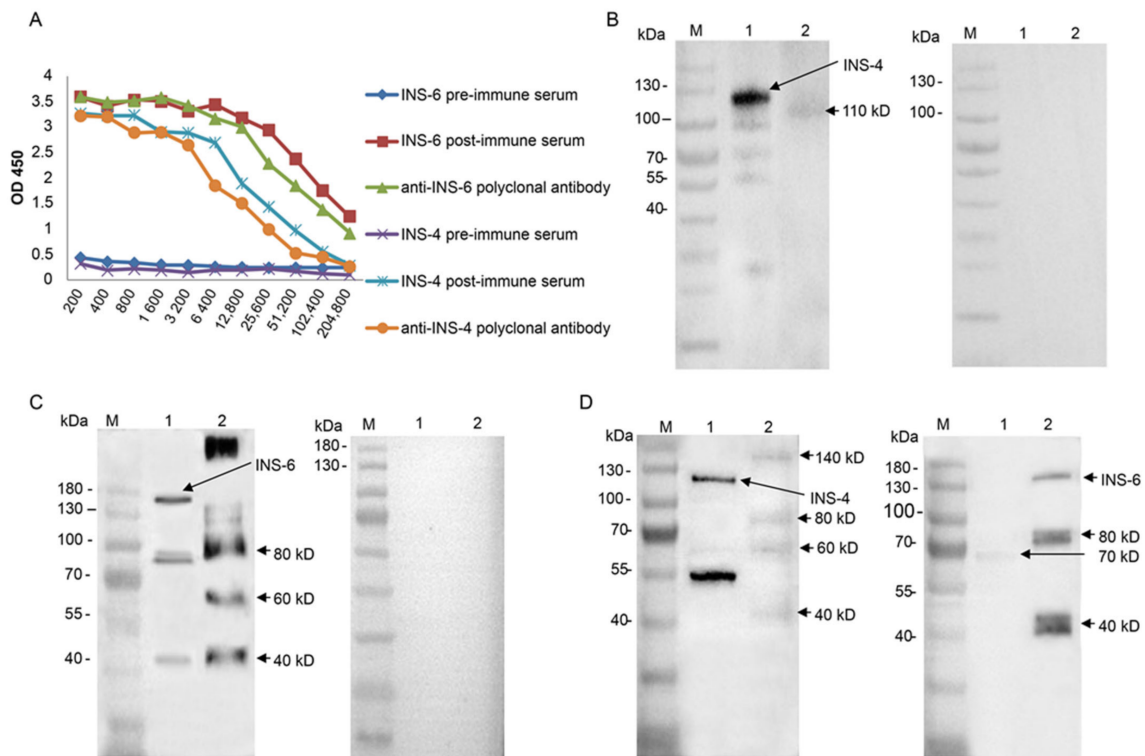 A
4
3.5
3
2.5
2
1.5
1
0.5
0
OD 450
200
400
800
1 600
3 200
6 400
12,800
25,600
51,200
102,400
204,800
INS-6 pre-immune serum
INS-6 post-immune serum
anti-INS-6 polyclonal antibody
INS-4 pre-immune serum
INS-4 post-immune serum
anti-INS-4 polyclonal antibody
B
kDa M 1 2
130-
100-
70-
55-
40-
INS-4
110 kD
kDa M 1 2
130-
100-
C
kDa M 1 2
180-
130-
100-
70-
55-
40-
INS-6
80 kD
60 kD
40 kD
kDa M 1 2
180-
130-
D
kDa M 1 2
180-
130-
100-
70-
55-
40-
140 kD
INS-4
80 kD
60 kD
40 kD
kDa M 1 2
180-
130-
100-
70-
55-
40-
INS-6
80 kD
70 kD
40 kD